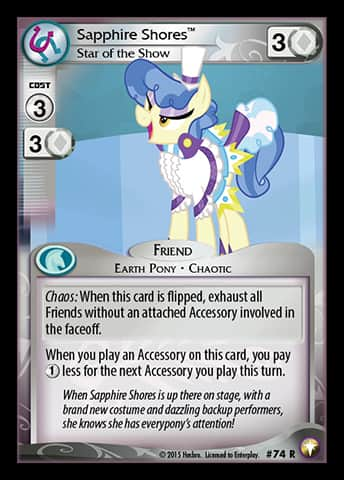 Sapphire Shores™
Star of the Show
3
COST
3
3
FRIEND
EARTH PONY • CHAOTIC
Chaos: When this card is flipped, exhaust all
Friends without an attached Accessory involved in
the faceoff.
When you play an Accessory on this card, you pay
1 less for the next Accessory you play this turn.
When Sapphire Shores is up there on stage, with a
brand new costume and dazzling backup performers,
she knows she has everypony's attention!
© 2015 Hasbro. Licensed to Enterplay. #74 R